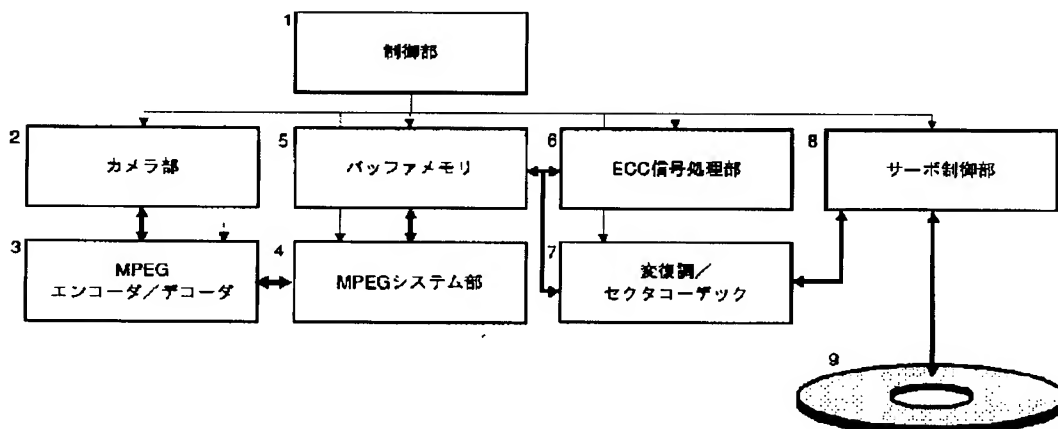 1
制御部
2
カメラ部
5
バッファメモリ
6
ECC信号処理部
8
サーボ制御部
3
MPEG
エンコーダ／デコーダ
4
MPEGシステム部
7
変復調／
セクタコーデック
9